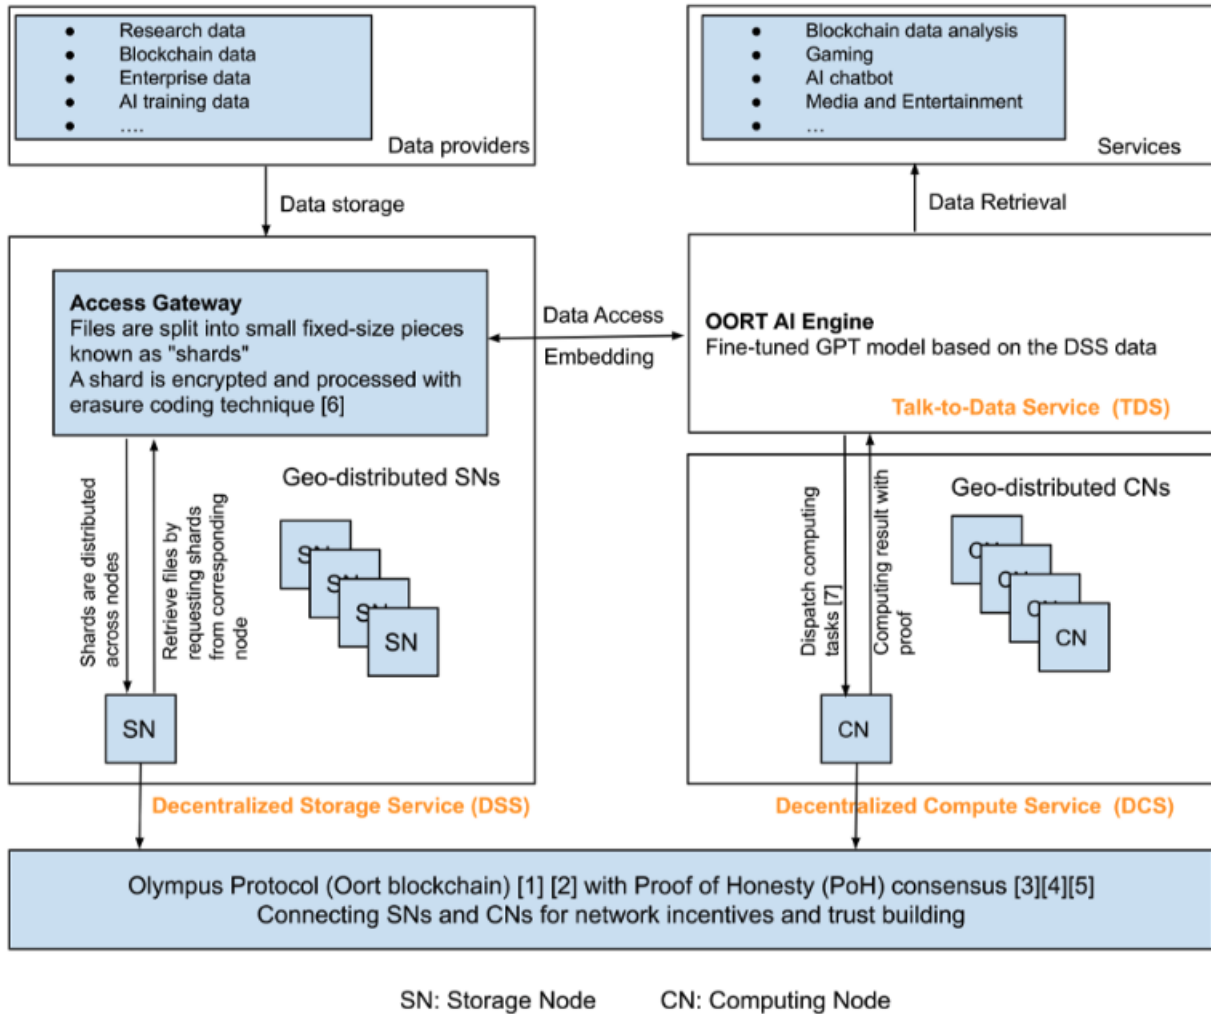 Research data
Blockchain data
Enterprise data
AI training data
....
Data providers
Blockchain data analysis
Gaming
AI chatbot
Media and Entertainment
...
Services
Data storage
Data Retrieval
Access Gateway
Files are split into small fixed-size pieces
known as "shards"
A shard is encrypted and processed with
erasure coding technique [6]
Data Access
Embedding
OORT AI Engine
Fine-tuned GPT model based on the DSS data
Talk-to-Data Service (TDS)
Shards are distributed
across nodes
Retrieve files by
requesting shards
from corresponding
node
Geo-distributed SNs
SN
SN
SN
SN
SN
Decentralized Storage Service (DSS)
Dispatch computing
tasks [7]
Computing result with
proof
Geo-distributed CNs
CN
CN
CN
CN
CN
Decentralized Compute Service (DCS)
Olympus Protocol (Oort blockchain) [1] [2] with Proof of Honesty (PoH) consensus [3][4][5]
Connecting SNs and CNs for network incentives and trust building
SN: Storage Node
CN: Computing Node